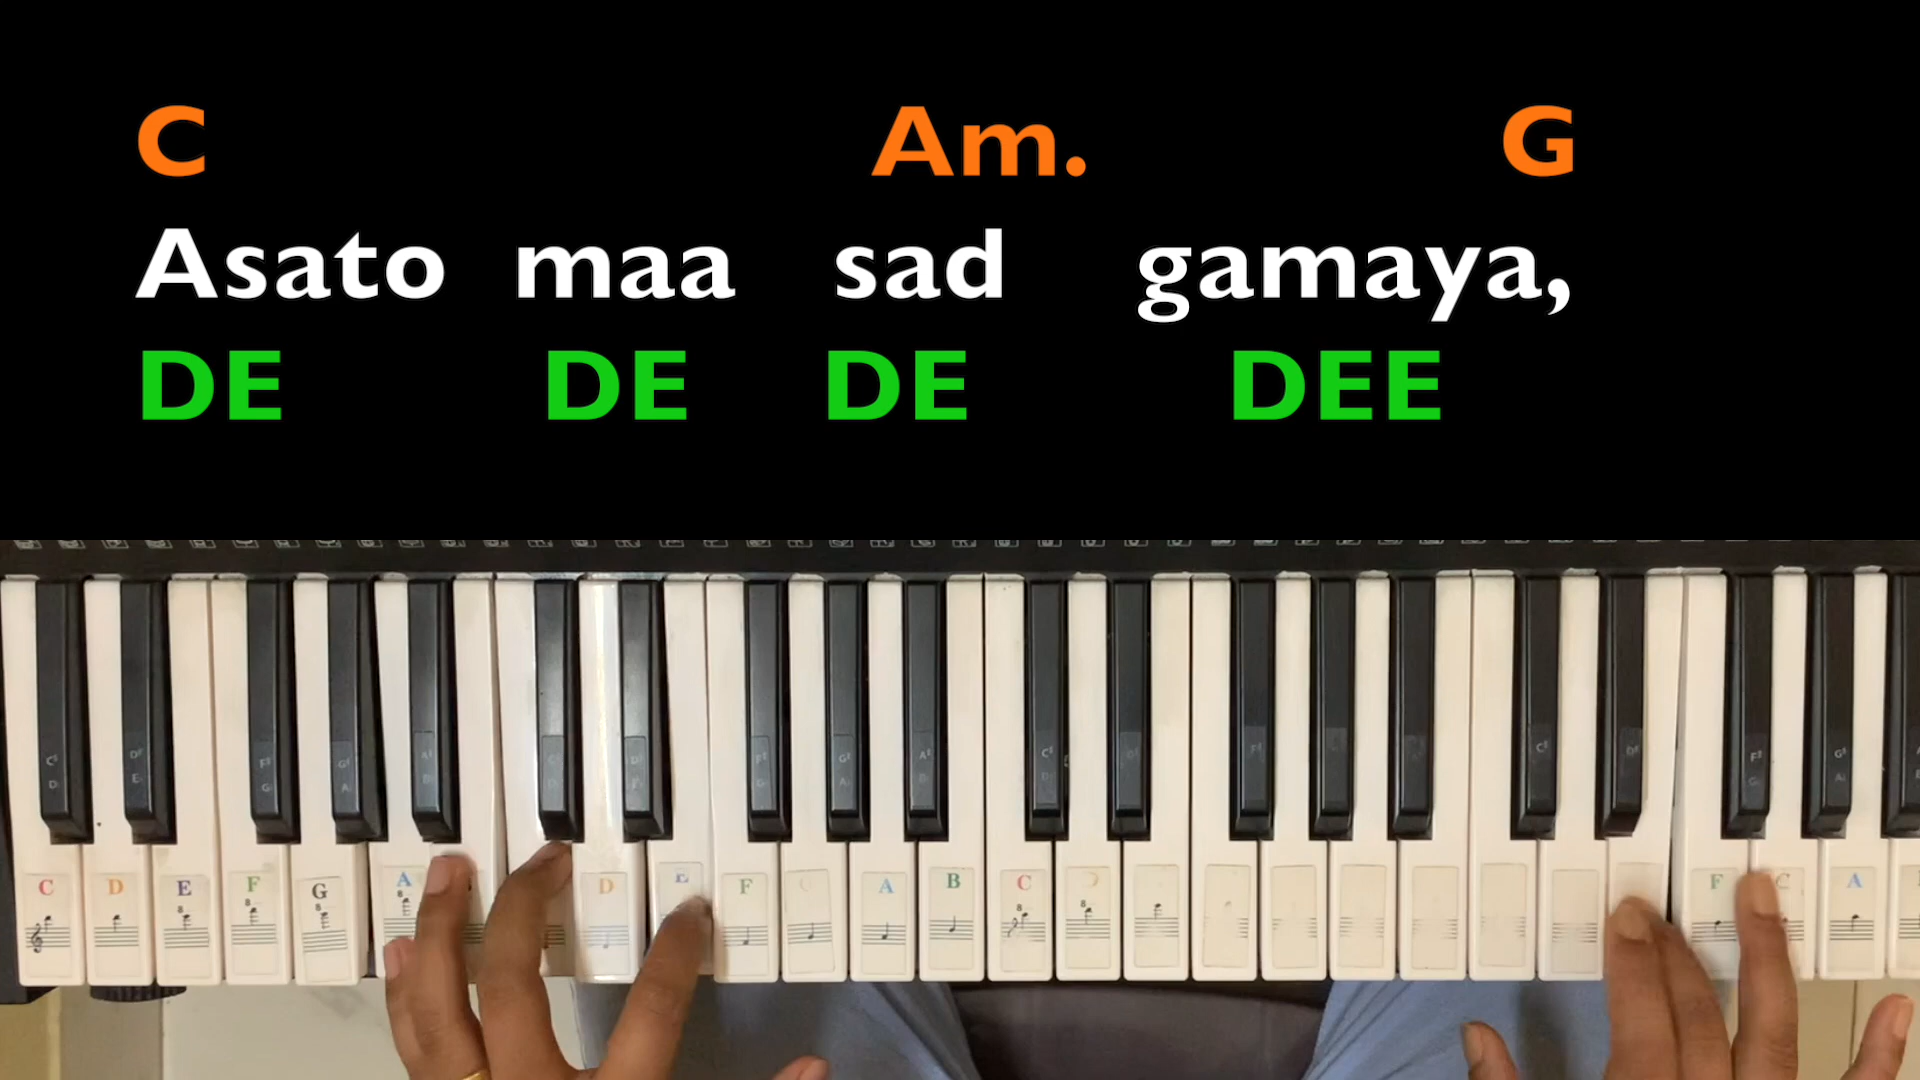 C Am. G
Asato maa sad gamaya,
DE DE DE DEE
C D E F G A D E F A B C F A